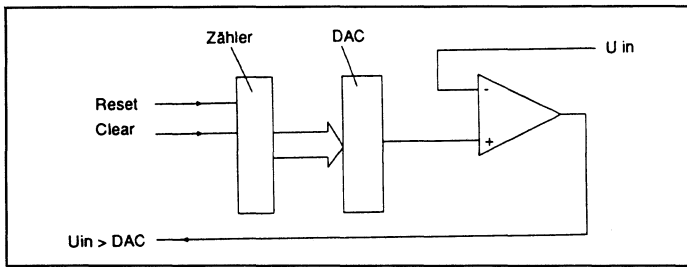 Zähler
DAC
U in
Reset
Clear
-
+
Uin > DAC